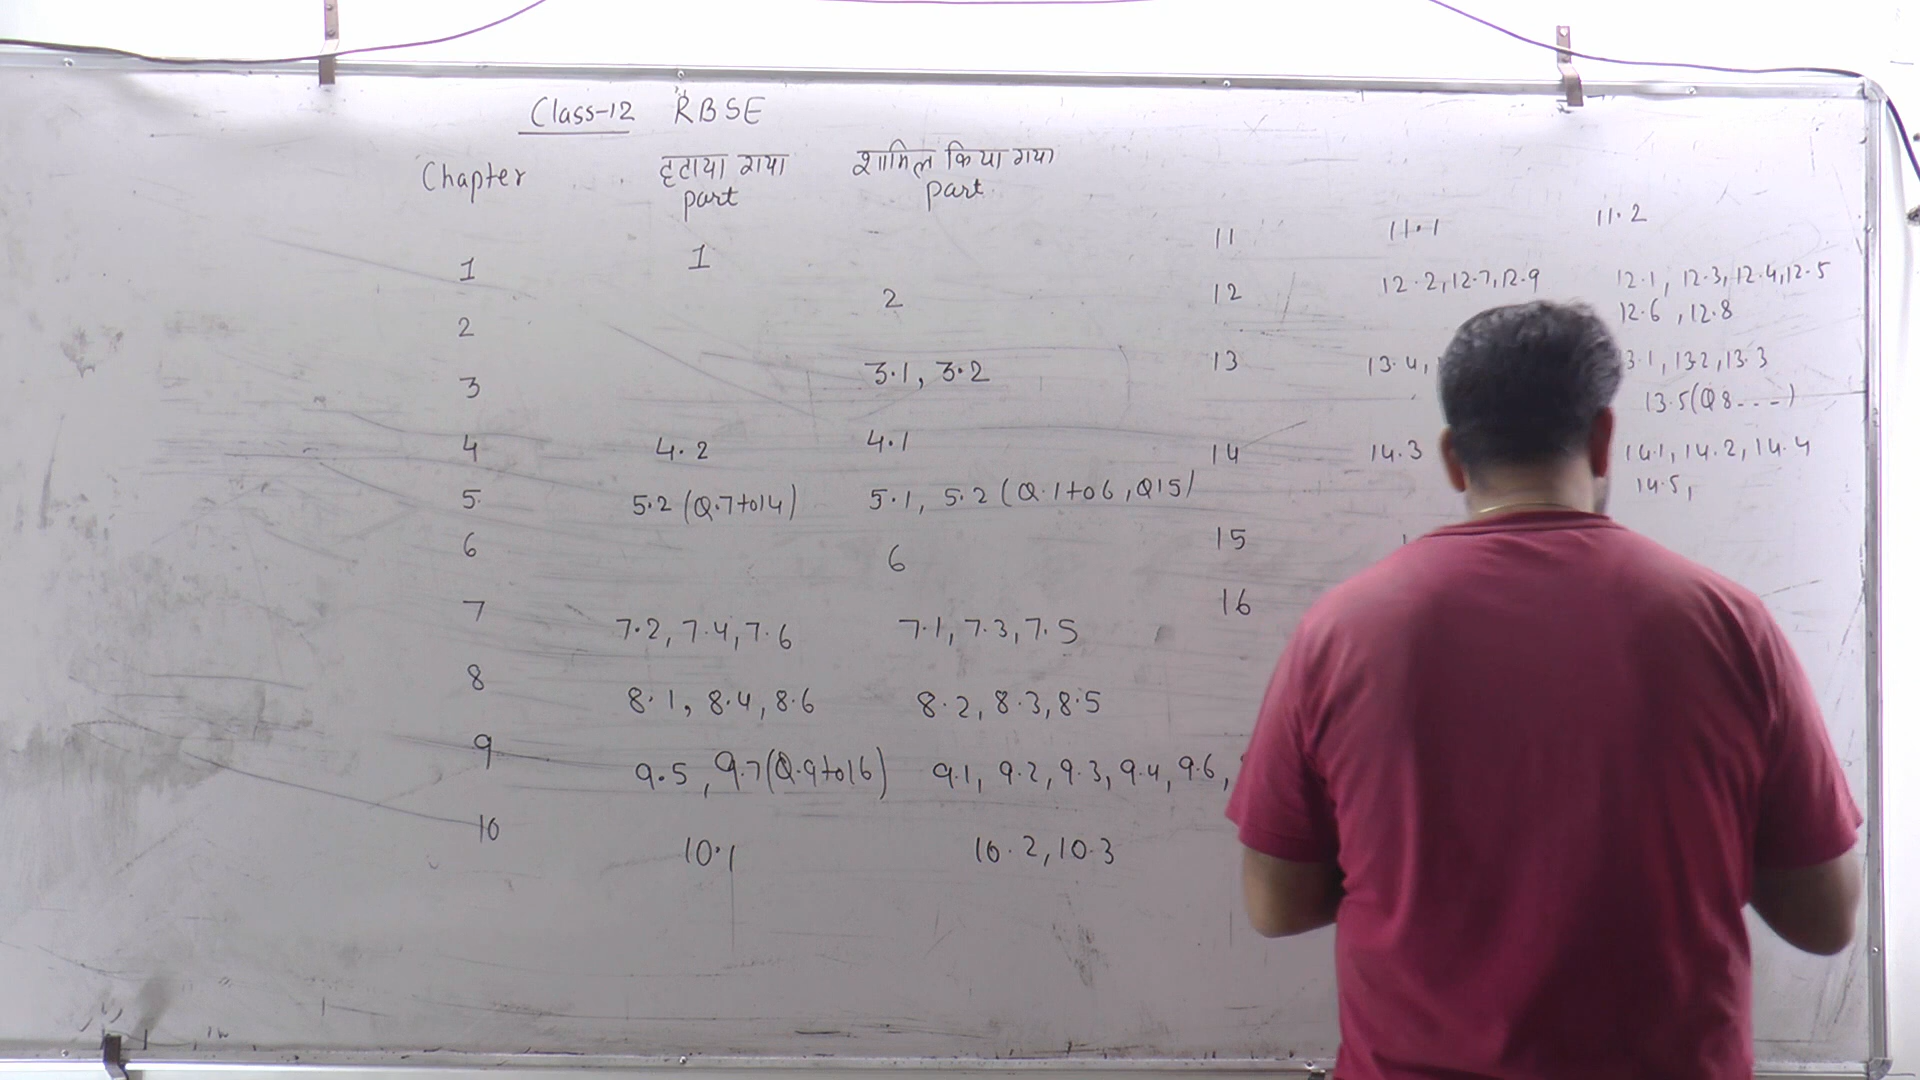 Class-12 RBSE
Chapter हटाया गया part शामिल किया गया part
1 1
2 2
3 3.1, 3.2
4 4.2 4.1
5 5.2 (Q.7to14) 5.1, 5.2 (Q.1to6, Q15)
6 6
7 7.2, 7.4, 7.6 7.1, 7.3, 7.5
8 8.1, 8.4, 8.6 8.2, 8.3, 8.5
9 9.5, 9.7(Q.9to16) 9.1, 9.2, 9.3, 9.4, 9.6,
10 10.1 10.2, 10.3
11 11.1 11.2
12 12.2, 12.7, 12.9 12.1, 12.3, 12.4, 12.5
12.6, 12.8
13 13.4, 3.1, 13.2, 13.3
13.5(Q8---)
14 14.3 14.1, 14.2, 14.4
14.5,
15
16